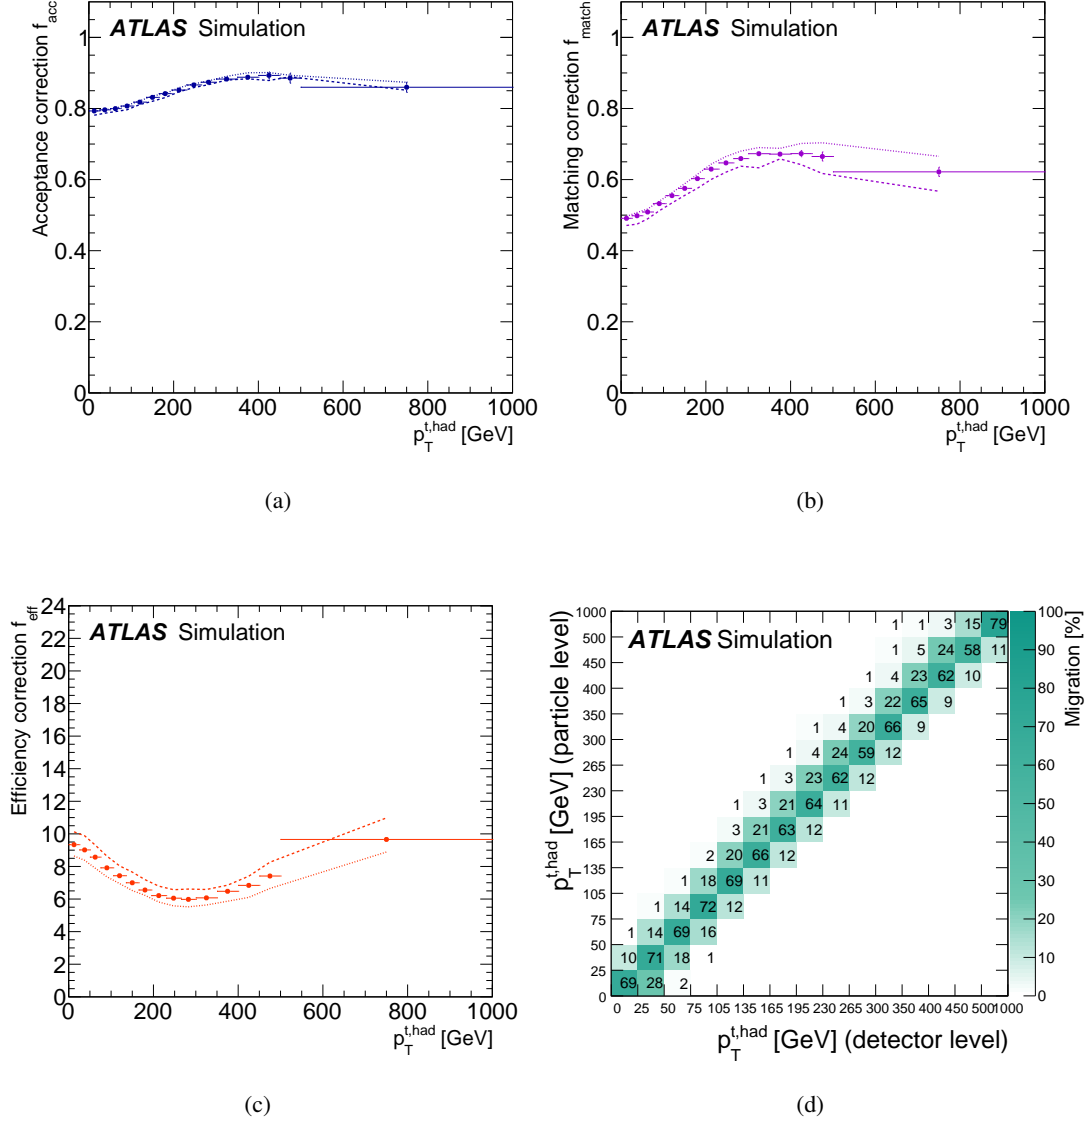 Acceptance correction f_acc
ATLAS Simulation
1
0.8
0.6
0.4
0.2
0
0 200 400 600 800 1000
p_T^{t,had} [GeV]
(a)
Matching correction f_match
ATLAS Simulation
1
0.8
0.6
0.4
0.2
0
0 200 400 600 800 1000
p_T^{t,had} [GeV]
(b)
Efficiency correction f_eff
ATLAS Simulation
24
22
20
18
16
14
12
10
8
6
4
2
0
0 200 400 600 800 1000
p_T^{t,had} [GeV]
(c)
p_T^{t,had} [GeV] (particle level)
ATLAS Simulation
Migration [%]
1000 1 1 3 15 79 100
500 1 5 24 58 11 90
450 1 4 23 62 10 80
400 1 3 22 65 9 70
350 1 4 20 66 9
300 1 4 24 59 12 60
265 1 3 23 62 12
230 1 3 21 64 11 50
195 3 21 63 12 40
165 2 20 66 12
135 1 18 69 11 30
105 1 14 72 12 20
75 1 14 69 16
50 10 71 18 1 10
25 69 28 2
0 0
0 25 50 75 105 135 165 195 230 265 300 350 400 450 500 1000
p_T^{t,had} [GeV] (detector level)
(d)